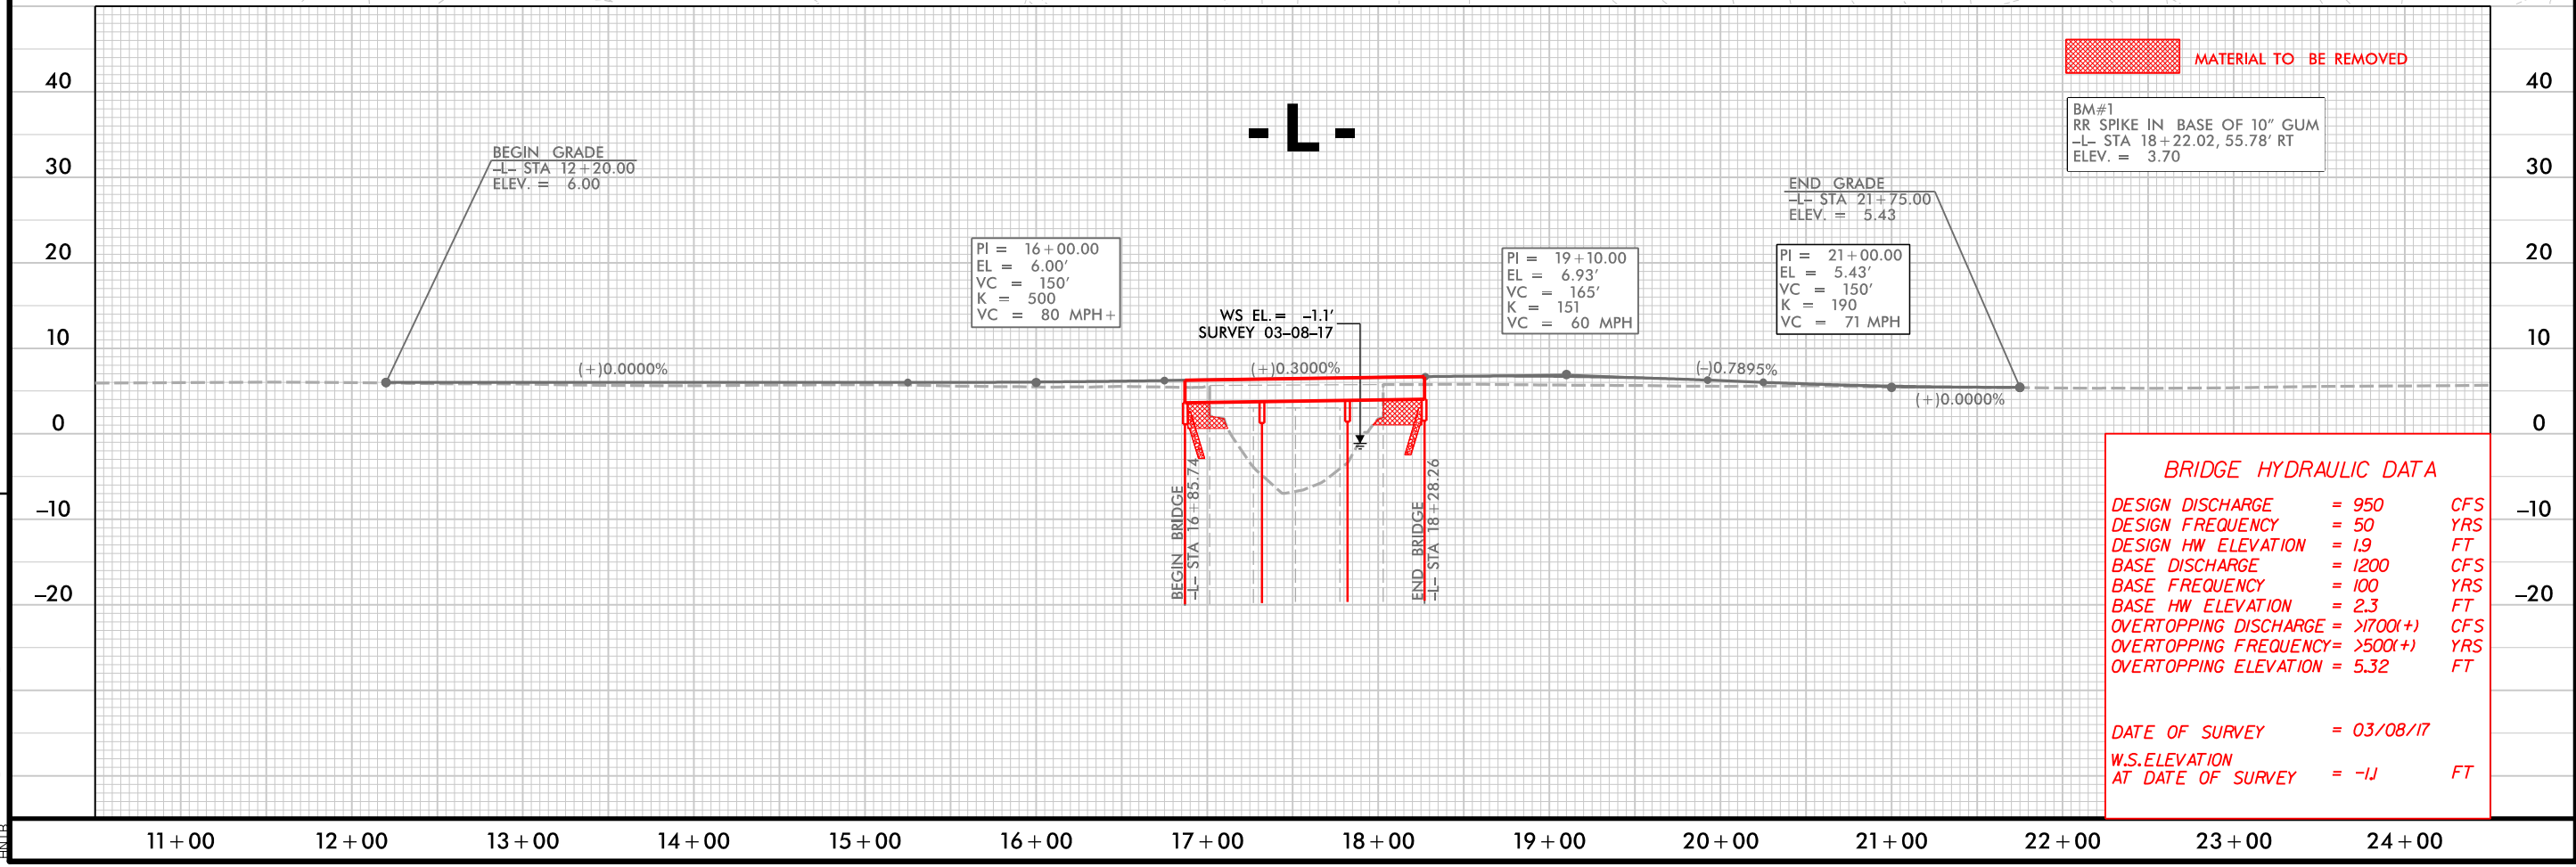 40
30
20
10
0
-10
-20
-L-
BEGIN GRADE
-L- STA 12+20.00
ELEV. = 6.00
(+)0.0000%
PI = 16+00.00
EL = 6.00'
VC = 150'
K = 500
VC = 80 MPH+
WS EL.= -1.1'
SURVEY 03-08-17
(+)0.3000%
BEGIN BRIDGE
-L- STA 16+85.74
END BRIDGE
-L- STA 18+28.26
PI = 19+10.00
EL = 6.93'
VC = 165'
K = 151
VC = 60 MPH
(-)0.7895%
END GRADE
-L- STA 21+75.00
ELEV. = 5.43
PI = 21+00.00
EL = 5.43'
VC = 150'
K = 190
VC = 71 MPH
(+)0.0000%
MATERIAL TO BE REMOVED
BM#1
RR SPIKE IN BASE OF 10" GUM
-L- STA 18+22.02, 55.78' RT
ELEV. = 3.70
40
30
20
10
0
-10
-20
BRIDGE HYDRAULIC DATA
DESIGN DISCHARGE = 950 CFS
DESIGN FREQUENCY = 50 YRS
DESIGN HW ELEVATION = 1.9 FT
BASE DISCHARGE = 1200 CFS
BASE FREQUENCY = 100 YRS
BASE HW ELEVATION = 2.3 FT
OVERTOPPING DISCHARGE = >1700(+) CFS
OVERTOPPING FREQUENCY= >500(+) YRS
OVERTOPPING ELEVATION = 5.32 FT
DATE OF SURVEY = 03/08/17
W.S.ELEVATION
AT DATE OF SURVEY = -1.1 FT
11+00 12+00 13+00 14+00 15+00 16+00 17+00 18+00 19+00 20+00 21+00 22+00 23+00 24+00